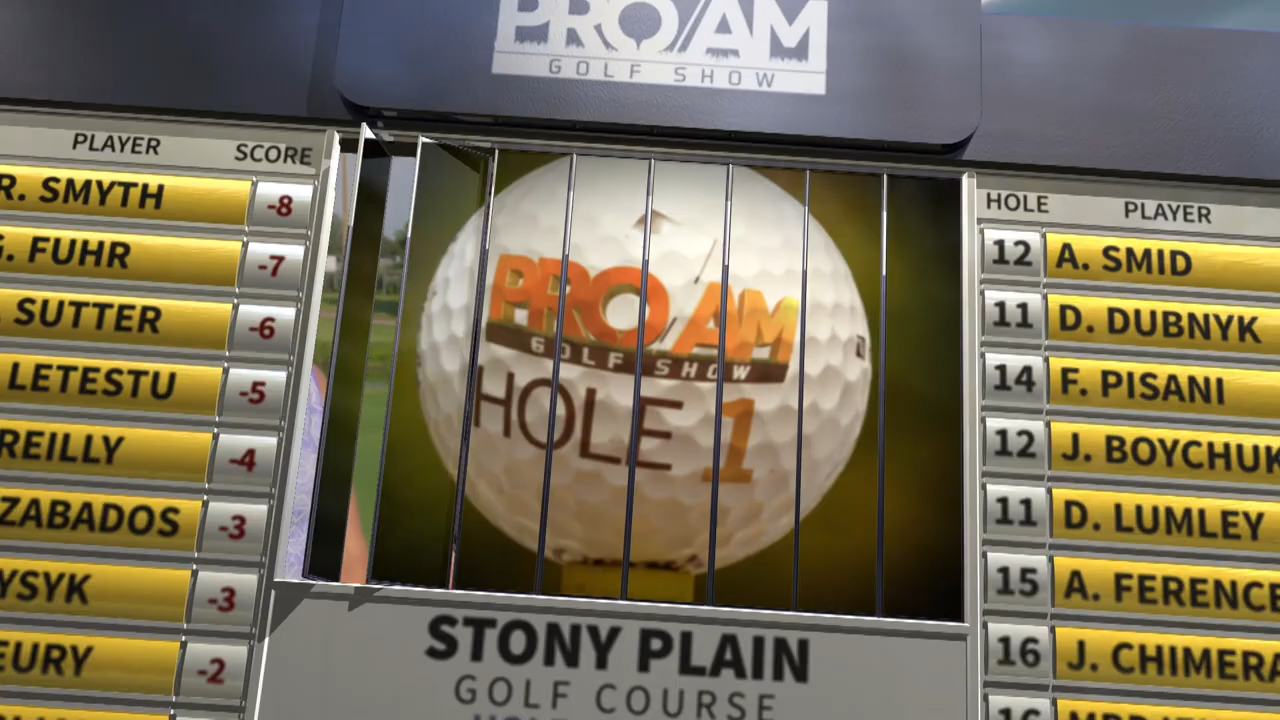 PRO/AM
GOLF SHOW
PLAYER SCORE
R. SMYTH -8
G. FUHR -7
SUTTER -6
LETESTU -5
REILLY -4
ZABADOS -3
YSYK -3
EURY -2
PRO/AM
GOLF SHOW
HOLE 1
STONY PLAIN
GOLF COURSE
HOLE PLAYER
12 A. SMID
11 D. DUBNYK
14 F. PISANI
12 J. BOYCHUK
11 D. LUMLEY
15 A. FERENCE
16 J. CHIMERA